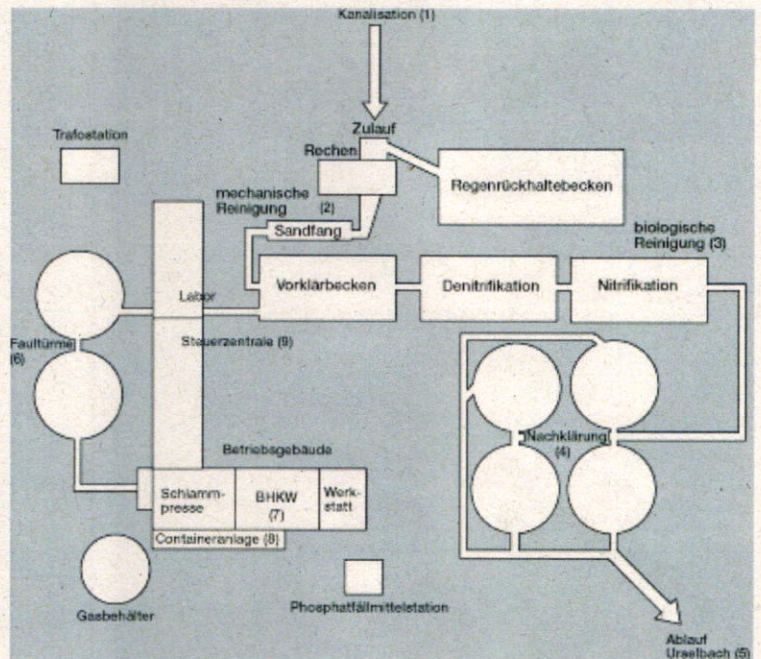 Kanalisation (1)
Zulauf
Rechen
Trafostation
Regenrückhaltebecken
mechanische
Reinigung (2)
Sandfang
biologische
Reinigung (3)
Vorklärbecken
Denitrifikation
Nitrifikation
Labor
Steuerzentrale (9)
Faultürme
(6)
Nachklärung
(4)
Betriebsgebäude
Schlamm-
presse
BHKW
(7)
Werk-
statt
Containeranlage (8)
Gasbehälter
Phosphatfällmittelstation
Ablauf
Urselbach (5)